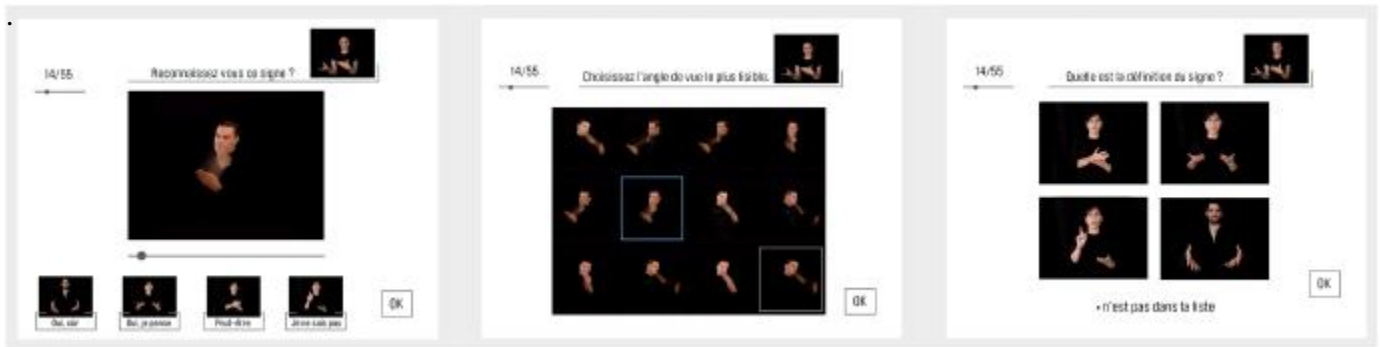 14/55
Reconnaissez vous ce signe ?
Oui, sûr
Oui, je pense
Peut-être
Je ne sais pas
OK
14/55
Choisissez l'angle de vue le plus lisible.
OK
14/55
Quelle est la définition du signe ?
• n'est pas dans la liste
OK